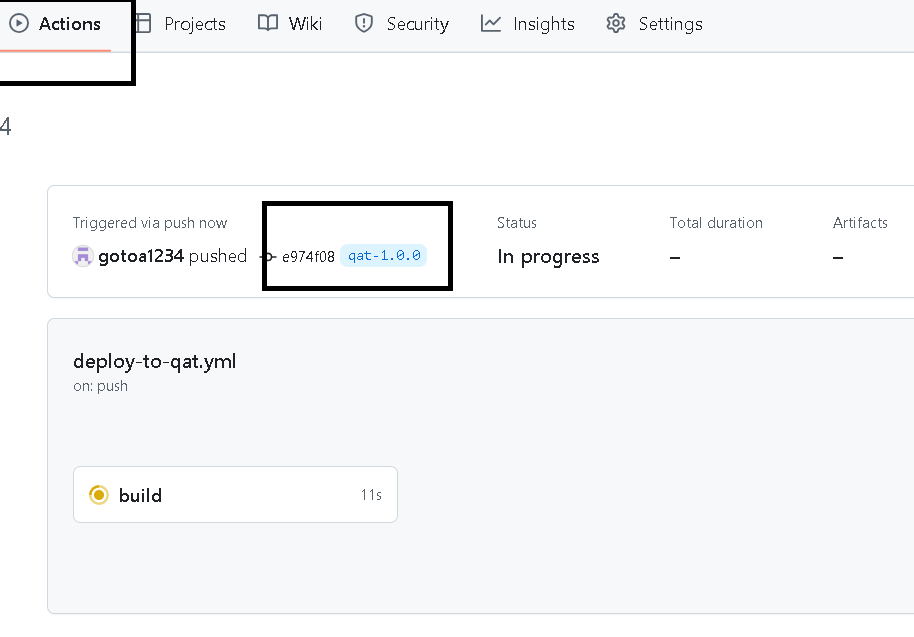 Actions Projects Wiki Security Insights Settings
4
Triggered via push now
gotoa1234 pushed e974f08 qat-1.0.0
Status
In progress
Total duration
–
Artifacts
–
deploy-to-qat.yml
on: push
build 11s